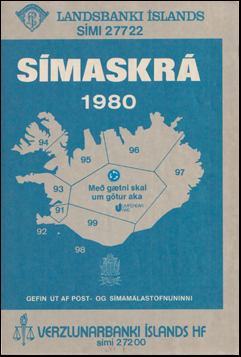 LANDSBANKI ÍSLANDS
SÍMI 27722
SÍMASKRÁ
1980
94
95
96
97
93
Með gætni skal
um götur aka
91
92
99
98
GEFIN ÚT AF PÓST- OG SÍMAMÁLASTOFNUNINNI
VERZLUNARBANKI ÍSLANDS HF
sími 27200